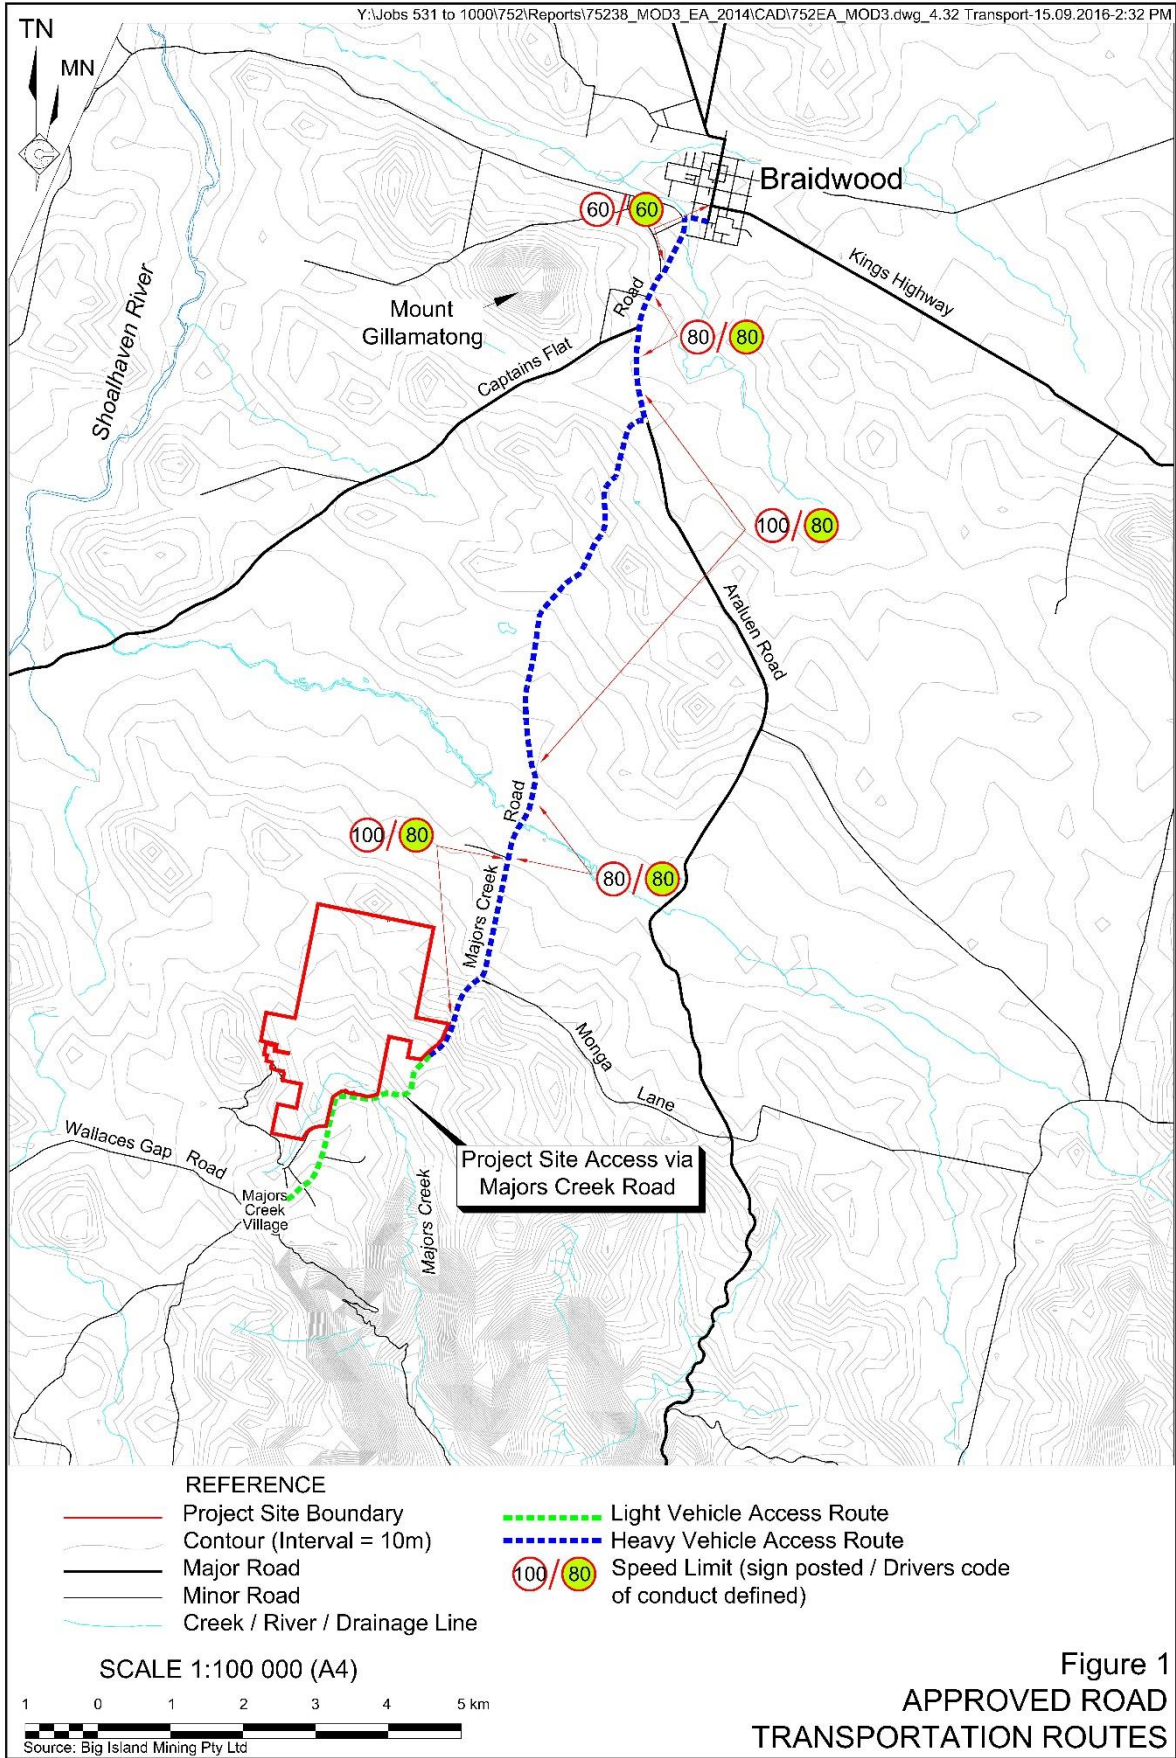 Y:\Jobs 531 to 1000\752\Reports\75238_MOD3_EA_2014\CAD\752EA_MOD3.dwg_4.32 Transport-15.09.2016-2:32 PM
TN
MN
Braidwood
60/60
Kings Highway
Shoalhaven River
Mount
Gillamatong
Road
80/80
Captains Flat
100/80
Araluen Road
Road
100/80
80/80
Majors Creek
Monga
Lane
Wallaces Gap Road
Project Site Access via
Majors Creek Road
Majors
Creek
Village
Majors Creek
REFERENCE
Project Site Boundary
Contour (Interval = 10m)
Major Road
Minor Road
Creek / River / Drainage Line
Light Vehicle Access Route
Heavy Vehicle Access Route
100/80
Speed Limit (sign posted / Drivers code
of conduct defined)
SCALE 1:100 000 (A4)
1 0 1 2 3 4 5 km
Source: Big Island Mining Pty Ltd
Figure 1
APPROVED ROAD
TRANSPORTATION ROUTES